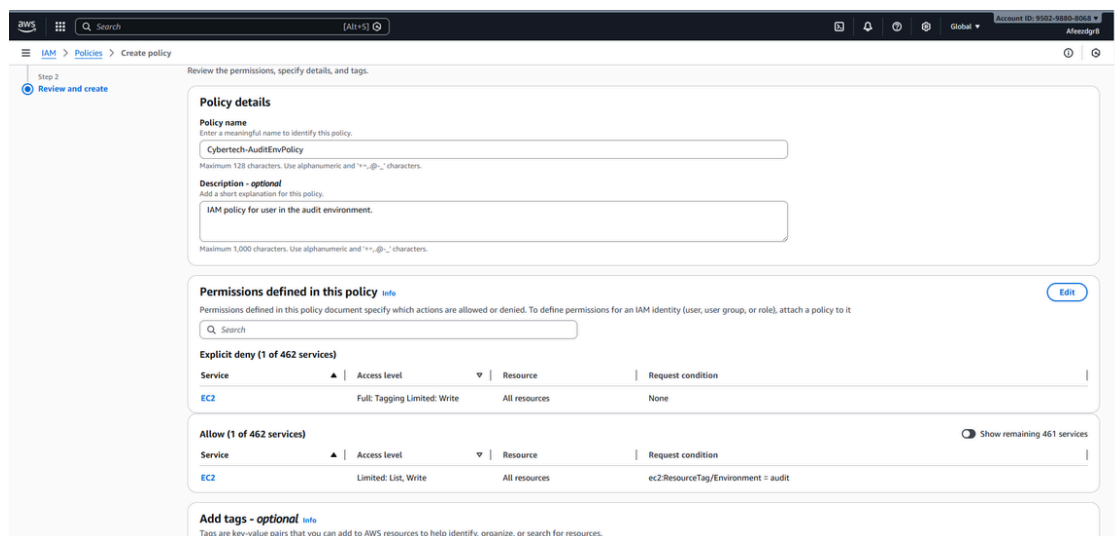 aws
Search [Alt+S]
Global
Account ID: 9502-9880-8068
Afeezdgr8
IAM > Policies > Create policy
Step 2
Review and create
Review the permissions, specify details, and tags.
Policy details
Policy name
Enter a meaningful name to identify this policy.
Cybertech-AuditEnvPolicy
Maximum 128 characters. Use alphanumeric and '+=,.@-_' characters.
Description - optional
Add a short explanation for this policy.
IAM policy for user in the audit environment.
Maximum 1,000 characters. Use alphanumeric and '+=,.@-_' characters.
Permissions defined in this policy Info
Edit
Permissions defined in this policy document specify which actions are allowed or denied. To define permissions for an IAM identity (user, user group, or role), attach a policy to it
Search
Explicit deny (1 of 462 services)
Service Access level Resource Request condition
EC2 Full: Tagging Limited: Write All resources None
Allow (1 of 462 services)
Show remaining 461 services
Service Access level Resource Request condition
EC2 Limited: List, Write All resources ec2:ResourceTag/Environment = audit
Add tags - optional Info
Tags are key-value pairs that you can add to AWS resources to help identify, organize, or search for resources.